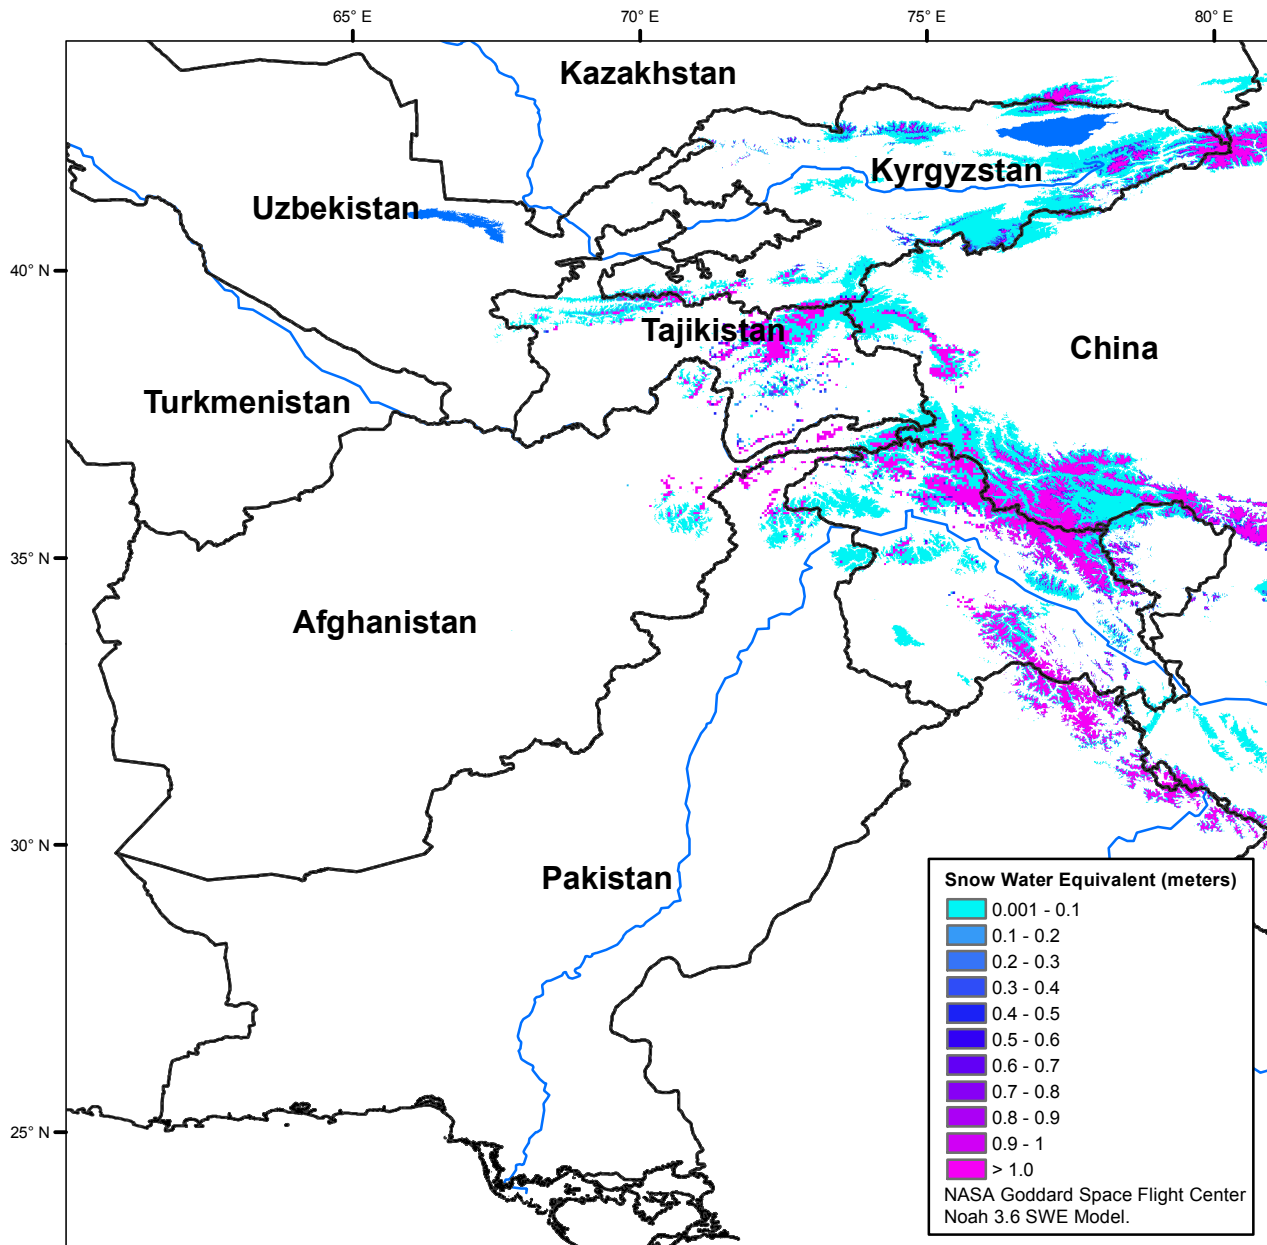 65° E
70° E
75° E
80° E
Kazakhstan
Kyrgyzstan
Uzbekistan
40° N
Tajikistan
China
Turkmenistan
35° N
Afghanistan
30° N
Pakistan
25° N
Snow Water Equivalent (meters)
0.001 - 0.1
0.1 - 0.2
0.2 - 0.3
0.3 - 0.4
0.4 - 0.5
0.5 - 0.6
0.6 - 0.7
0.7 - 0.8
0.8 - 0.9
0.9 - 1
> 1.0
NASA Goddard Space Flight Center
Noah 3.6 SWE Model.